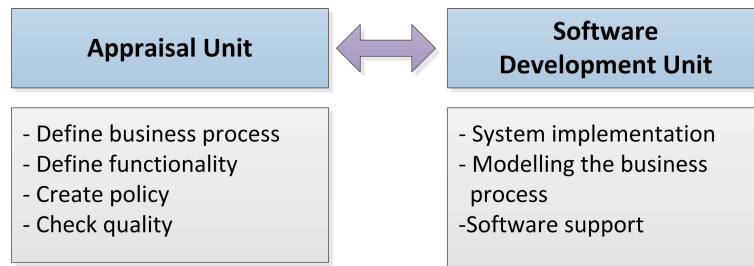 Appraisal Unit
Software
Development Unit
- Define business process
- Define functionality
- Create policy
- Check quality
- System implementation
- Modelling the business
process
-Software support